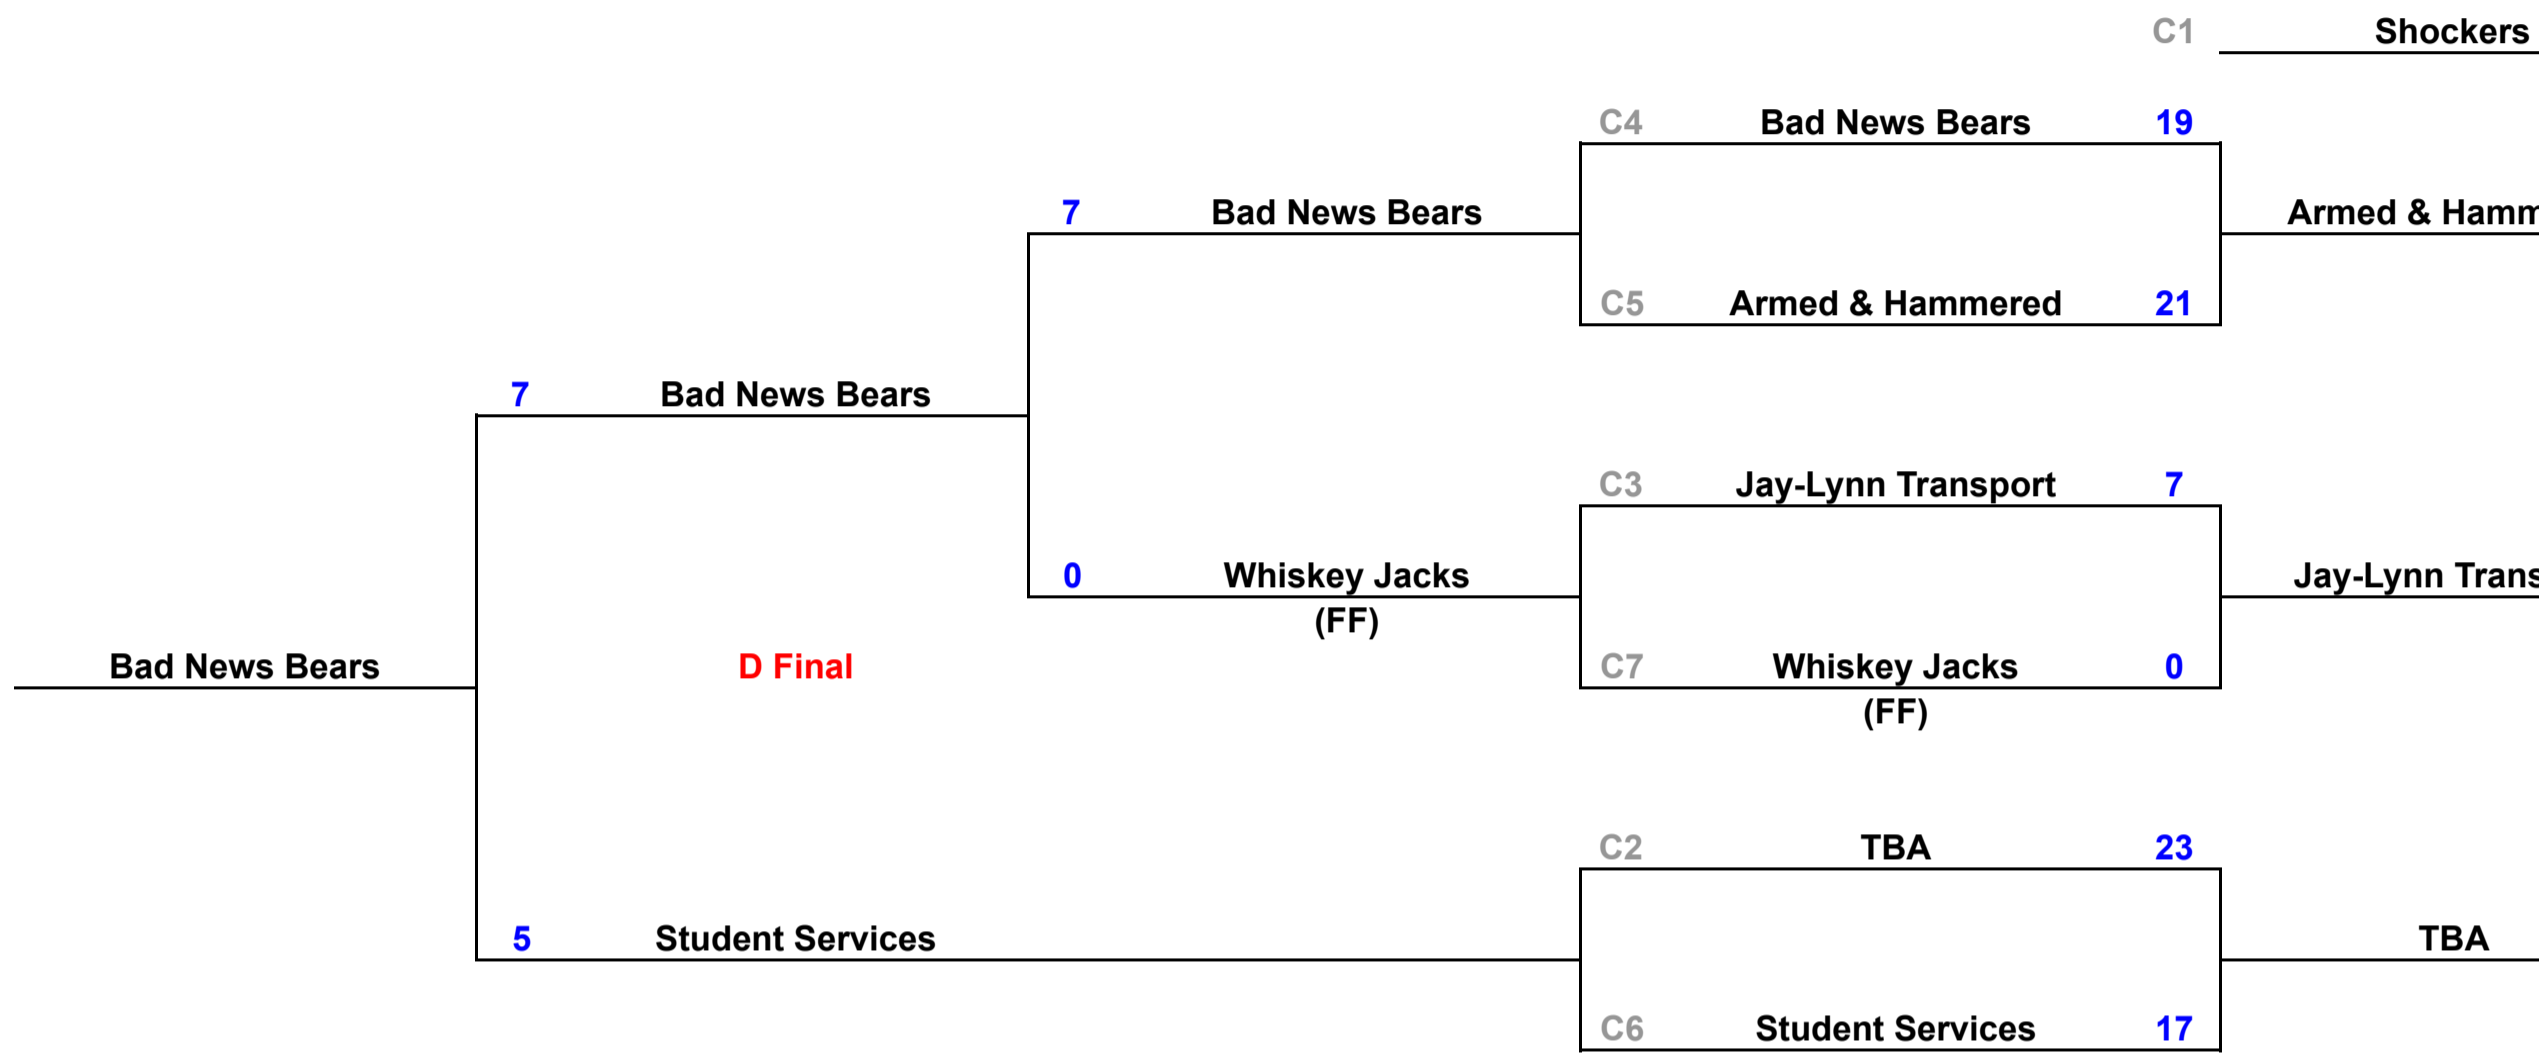 C1 Shockers
C4 Bad News Bears 19
7 Bad News Bears Armed & Hamm
C5 Armed & Hammered 21
7 Bad News Bears
C3 Jay-Lynn Transport 7
0 Whiskey Jacks Jay-Lynn Trans
(FF)
Bad News Bears D Final C7 Whiskey Jacks 0
(FF)
C2 TBA 23
5 Student Services TBA
C6 Student Services 17